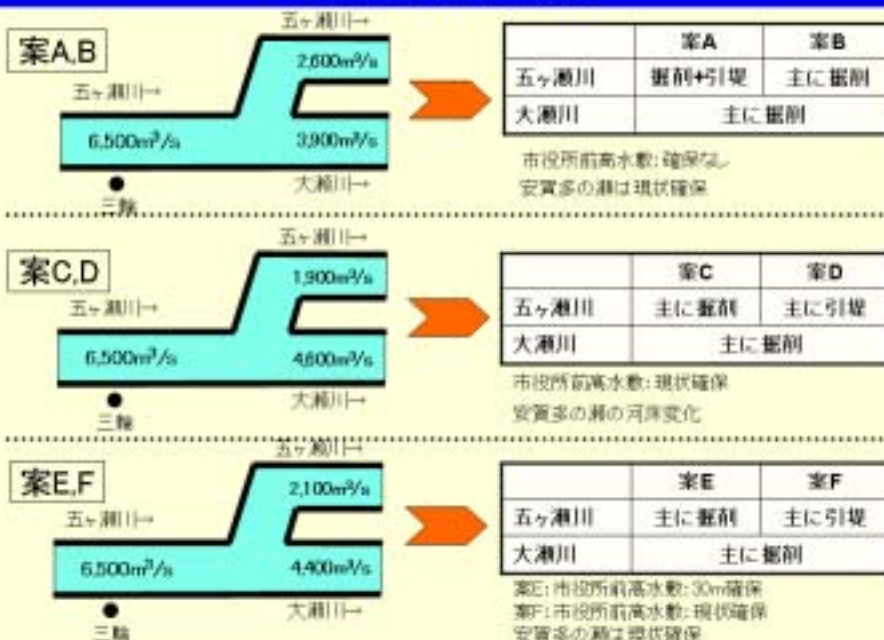 案A,B
五ヶ瀬川→
五ヶ瀬川→
2,600m³/s
6,500m³/s
3,900m³/s
三輪
大瀬川→
案A 案B
五ヶ瀬川 掘削+引堤 主に掘削
大瀬川 主に掘削
市役所前高水敷:確保なし
安賀多の瀬は現状確保
案C,D
五ヶ瀬川→
五ヶ瀬川→
1,900m³/s
6,500m³/s
4,600m³/s
三輪
大瀬川→
案C 案D
五ヶ瀬川 主に掘削 主に引堤
大瀬川 主に掘削
市役所前高水敷:現状確保
安賀多の瀬の河床変化
案E,F
五ヶ瀬川→
五ヶ瀬川→
2,100m³/s
6,500m³/s
4,400m³/s
三輪
大瀬川→
案E 案F
五ヶ瀬川 主に掘削 主に引堤
大瀬川 主に掘削
案E:市役所前高水敷:30m確保
案F:市役所前高水敷:現状確保
安賀多の瀬は現状確保